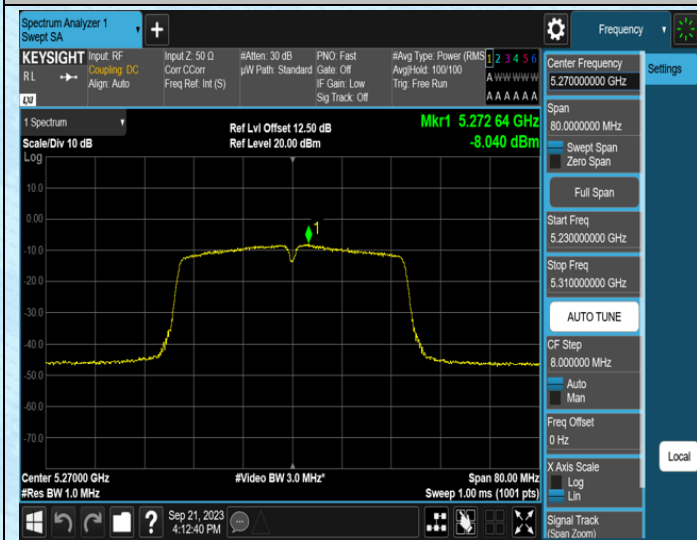 Spectrum Analyzer 1
Swept SA
+
Frequency
KEYSIGHT
RL
LXI
Input: RF
Coupling: DC
Align: Auto
Input Z: 50 Ω
Corr CCorr
Freq Ref: Int (S)
#Atten: 30 dB
µW Path: Standard
PNO: Fast
Gate: Off
IF Gain: Low
Sig Track: Off
#Avg Type: Power (RMS
Avg|Hold: 100/100
Trig: Free Run
1 2 3 4 5 6
A W W W W W
A A A A A A
1 Spectrum
Scale/Div 10 dB
Log
Ref Lvl Offset 12.50 dB
Ref Level 20.00 dBm
Mkr1 5.272 64 GHz
-8.040 dBm
10.0
0.00
-10.0
-20.0
-30.0
-40.0
-50.0
-60.0
-70.0
1
Center 5.27000 GHz
#Res BW 1.0 MHz
#Video BW 3.0 MHz*
Span 80.00 MHz
Sweep 1.00 ms (1001 pts)
Sep 21, 2023
4:12:40 PM
?
Center Frequency
5.270000000 GHz
Span
80.0000000 MHz
Swept Span
Zero Span
Full Span
Start Freq
5.230000000 GHz
Stop Freq
5.310000000 GHz
AUTO TUNE
CF Step
8.000000 MHz
Auto
Man
Freq Offset
0 Hz
X Axis Scale
Log
Lin
Signal Track
(Span Zoom)
Settings
Local